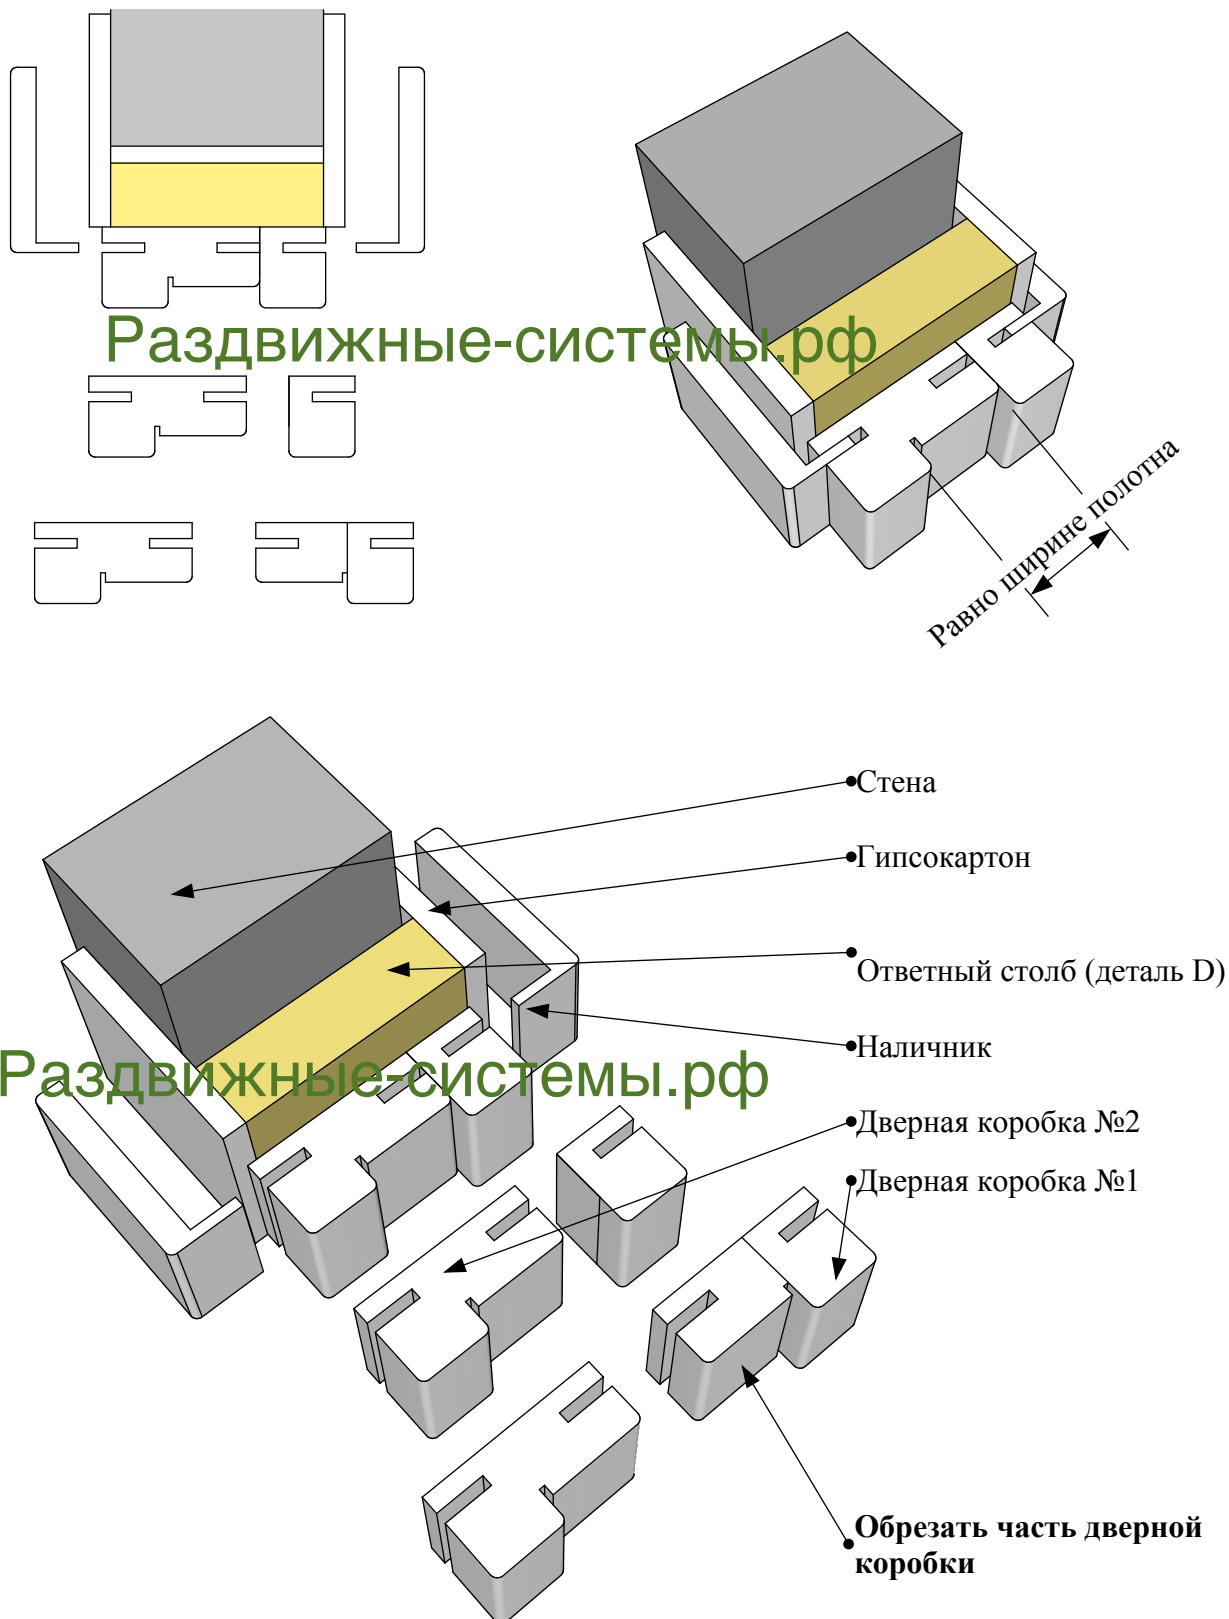 Раздвижные-системы.рф
Равно ширине полотна
Стена
Гипсокартон
Ответный столб (деталь D)
Наличник
Раздвижные-системы.рф
Дверная коробка №2
Дверная коробка №1
Обрезать часть дверной
коробки